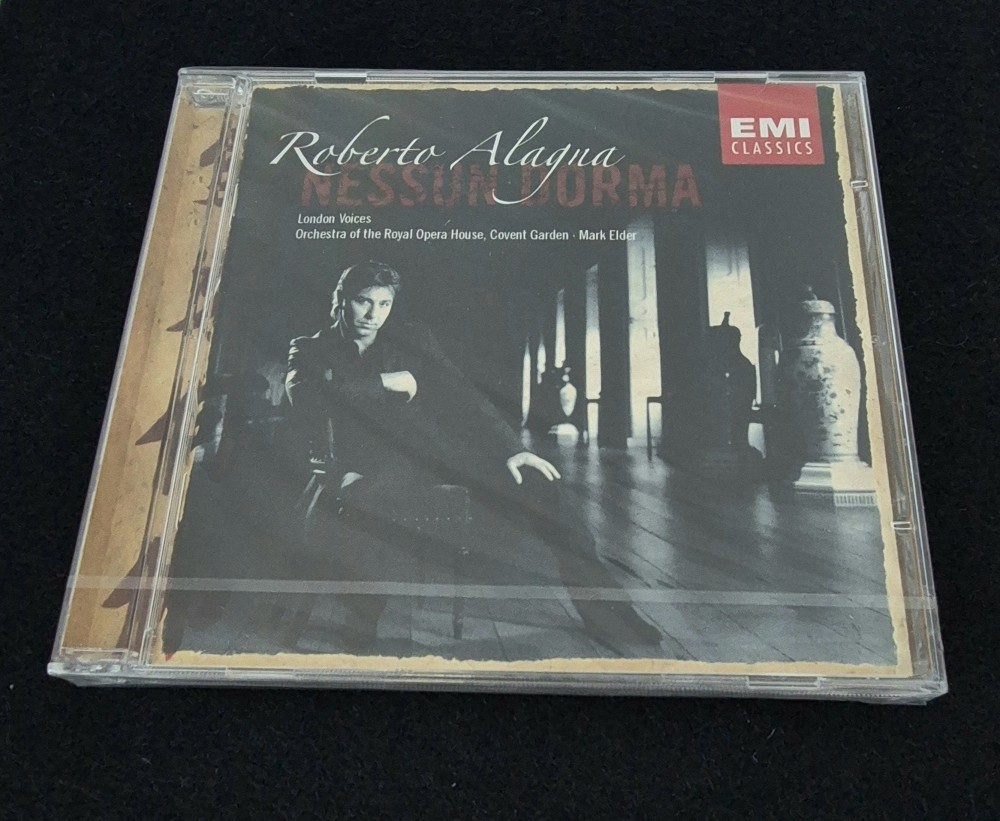 EMI
CLASSICS
Roberto Alagna
NESSUN DORMA
London Voices
Orchestra of the Royal Opera House, Covent Garden · Mark Elder